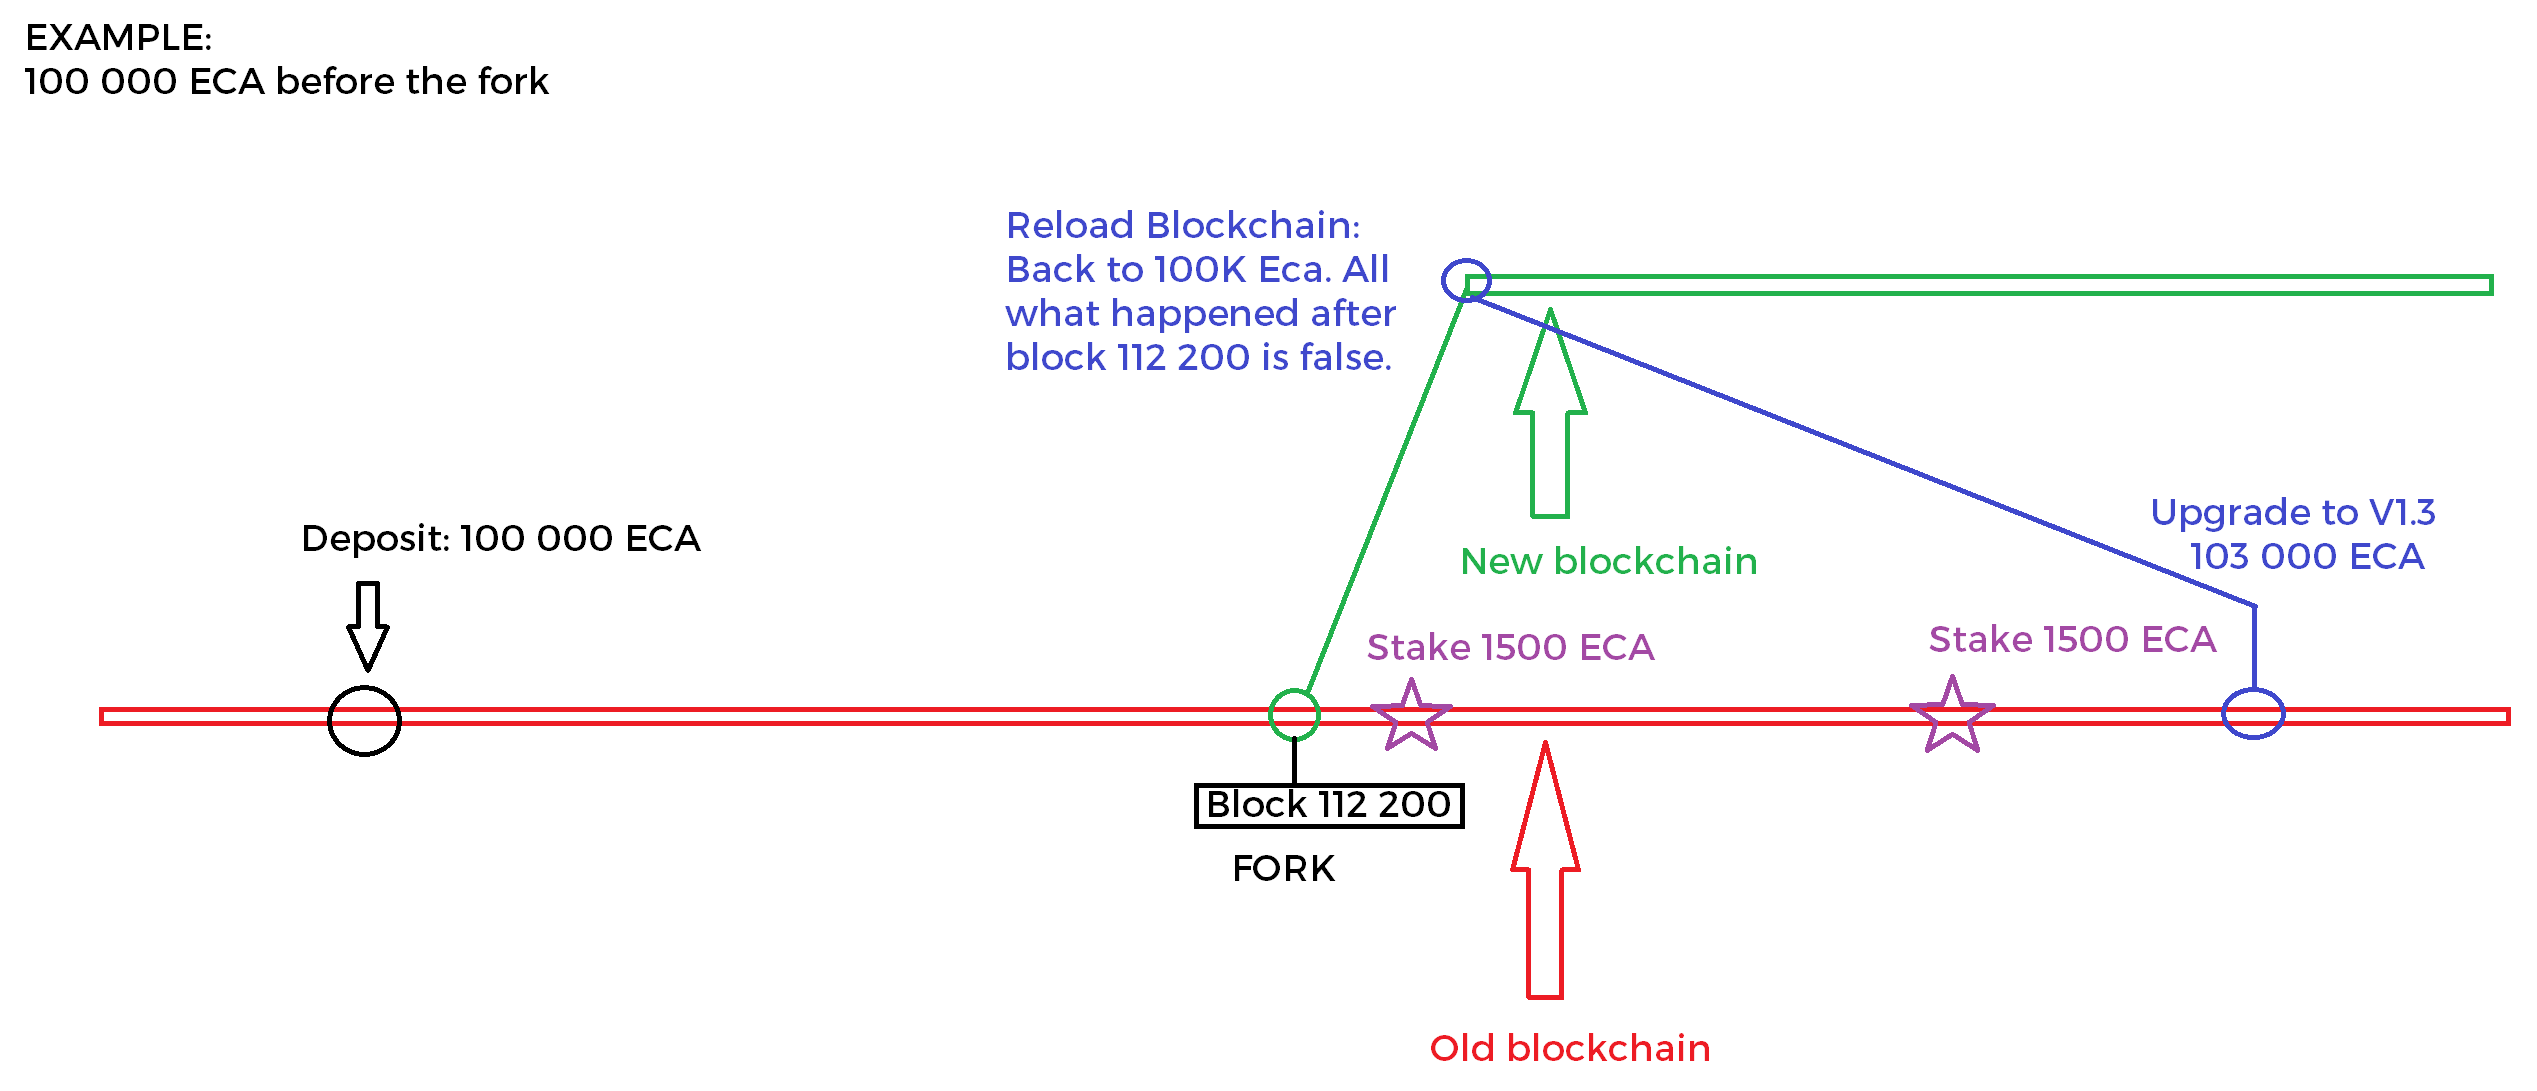 EXAMPLE:
100 000 ECA before the fork
Reload Blockchain:
Back to 100K Eca. All
what happened after
block 112 200 is false.
Upgrade to V1.3
103 000 ECA
Deposit: 100 000 ECA
New blockchain
Stake 1500 ECA
Stake 1500 ECA
Block 112 200
FORK
Old blockchain